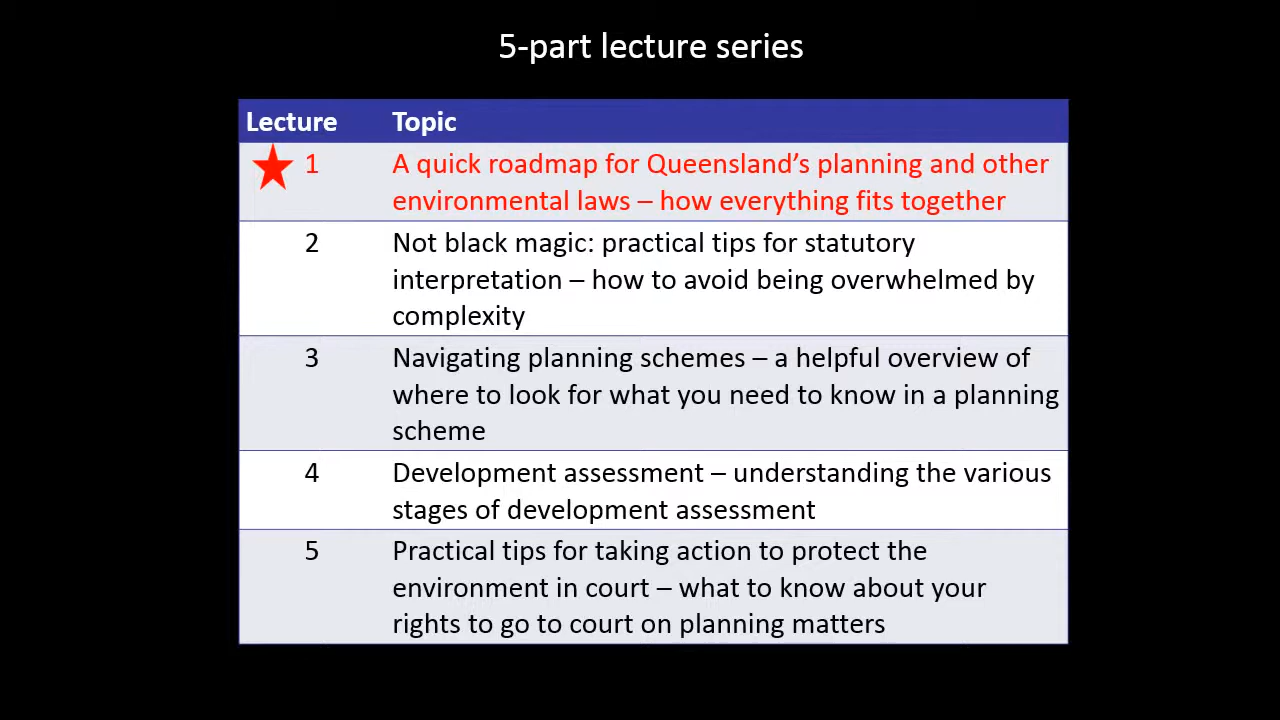 5-part lecture series
Lecture Topic
1 A quick roadmap for Queensland’s planning and other
environmental laws – how everything fits together
2 Not black magic: practical tips for statutory
interpretation – how to avoid being overwhelmed by
complexity
3 Navigating planning schemes – a helpful overview of
where to look for what you need to know in a planning
scheme
4 Development assessment – understanding the various
stages of development assessment
5 Practical tips for taking action to protect the
environment in court – what to know about your
rights to go to court on planning matters